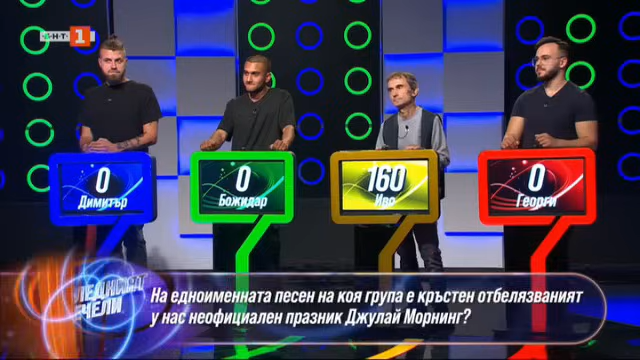 БНТ 1
0
Димитър
0
Божидар
160
Иво
0
Георги
ПОСЛЕДНИЯТ ПЕЧЕЛИ
На едноименната песен на коя група е кръстен отбелязваният
у нас неофициален празник Джулай Морнинг?